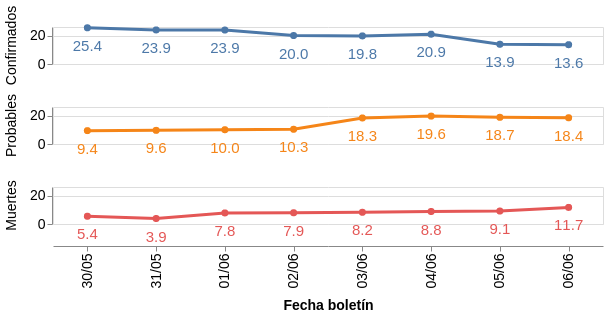 Confirmados
20
0
25.4 23.9 23.9 20.0 19.8 20.9 13.9 13.6
Probables
20
0
9.4 9.6 10.0 10.3 18.3 19.6 18.7 18.4
Muertes
20
0
5.4 3.9 7.8 7.9 8.2 8.8 9.1 11.7
30/05 31/05 01/06 02/06 03/06 04/06 05/06 06/06
Fecha boletín